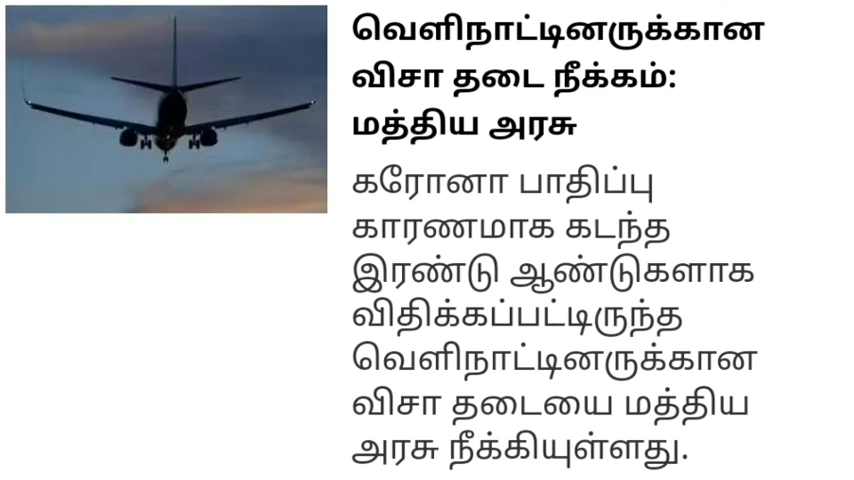 வெளிநாட்டினருக்கான
விசா தடை நீக்கம்:
மத்திய அரசு
கரோனா பாதிப்பு
காரணமாக கடந்த
இரண்டு ஆண்டுகளாக
விதிக்கப்பட்டிருந்த
வெளிநாட்டினருக்கான
விசா தடையை மத்திய
அரசு நீக்கியுள்ளது.